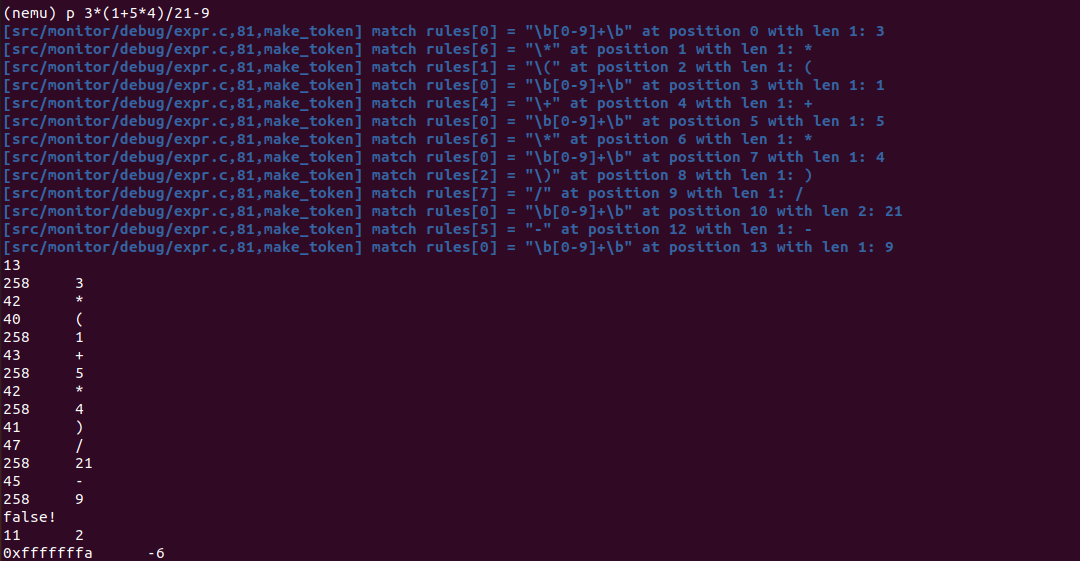 (nemu) p 3*(1+5*4)/21-9
[src/monitor/debug/expr.c,81,make_token] match rules[0] = "\b[0-9]+\b" at position 0 with len 1: 3
[src/monitor/debug/expr.c,81,make_token] match rules[6] = "\*" at position 1 with len 1: *
[src/monitor/debug/expr.c,81,make_token] match rules[1] = "\(" at position 2 with len 1: (
[src/monitor/debug/expr.c,81,make_token] match rules[0] = "\b[0-9]+\b" at position 3 with len 1: 1
[src/monitor/debug/expr.c,81,make_token] match rules[4] = "\+" at position 4 with len 1: +
[src/monitor/debug/expr.c,81,make_token] match rules[0] = "\b[0-9]+\b" at position 5 with len 1: 5
[src/monitor/debug/expr.c,81,make_token] match rules[6] = "\*" at position 6 with len 1: *
[src/monitor/debug/expr.c,81,make_token] match rules[0] = "\b[0-9]+\b" at position 7 with len 1: 4
[src/monitor/debug/expr.c,81,make_token] match rules[2] = "\)" at position 8 with len 1: )
[src/monitor/debug/expr.c,81,make_token] match rules[7] = "/" at position 9 with len 1: /
[src/monitor/debug/expr.c,81,make_token] match rules[0] = "\b[0-9]+\b" at position 10 with len 2: 21
[src/monitor/debug/expr.c,81,make_token] match rules[5] = "-" at position 12 with len 1: -
[src/monitor/debug/expr.c,81,make_token] match rules[0] = "\b[0-9]+\b" at position 13 with len 1: 9
13
258     3
42      *
40      (
258     1
43      +
258     5
42      *
258     4
41      )
47      /
258     21
45      -
258     9
false!
11      2
0xfffffffa      -6